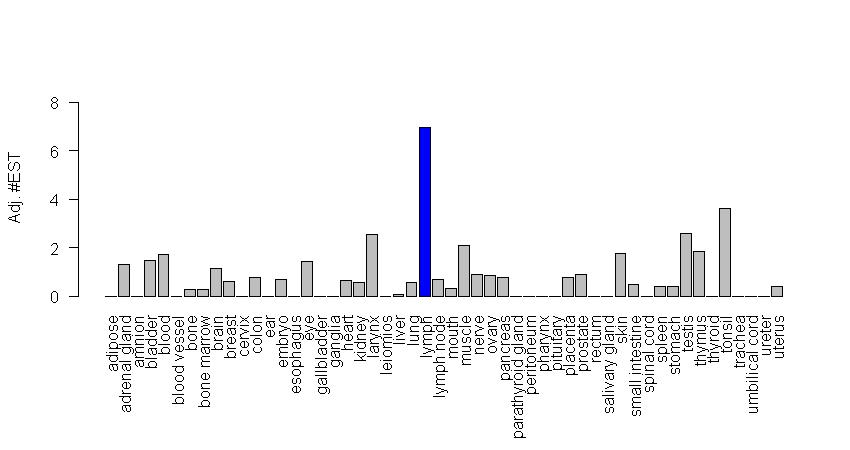 Adj. #EST
8
6
4
2
0
adipose
adrenal gland
amnion
bladder
blood
blood vessel
bone
bone marrow
brain
breast
cervix
colon
ear
embryo
esophagus
eye
gallbladder
ganglia
heart
kidney
larynx
leiomios
liver
lung
lymph
lymph node
mouth
muscle
nerve
ovary
pancreas
parathyroid gland
peritoneum
pharynx
pituitary
placenta
prostate
rectum
salivary gland
skin
small intestine
spinal cord
spleen
stomach
testis
thymus
thyroid
tonsil
trachea
umbilical cord
ureter
uterus